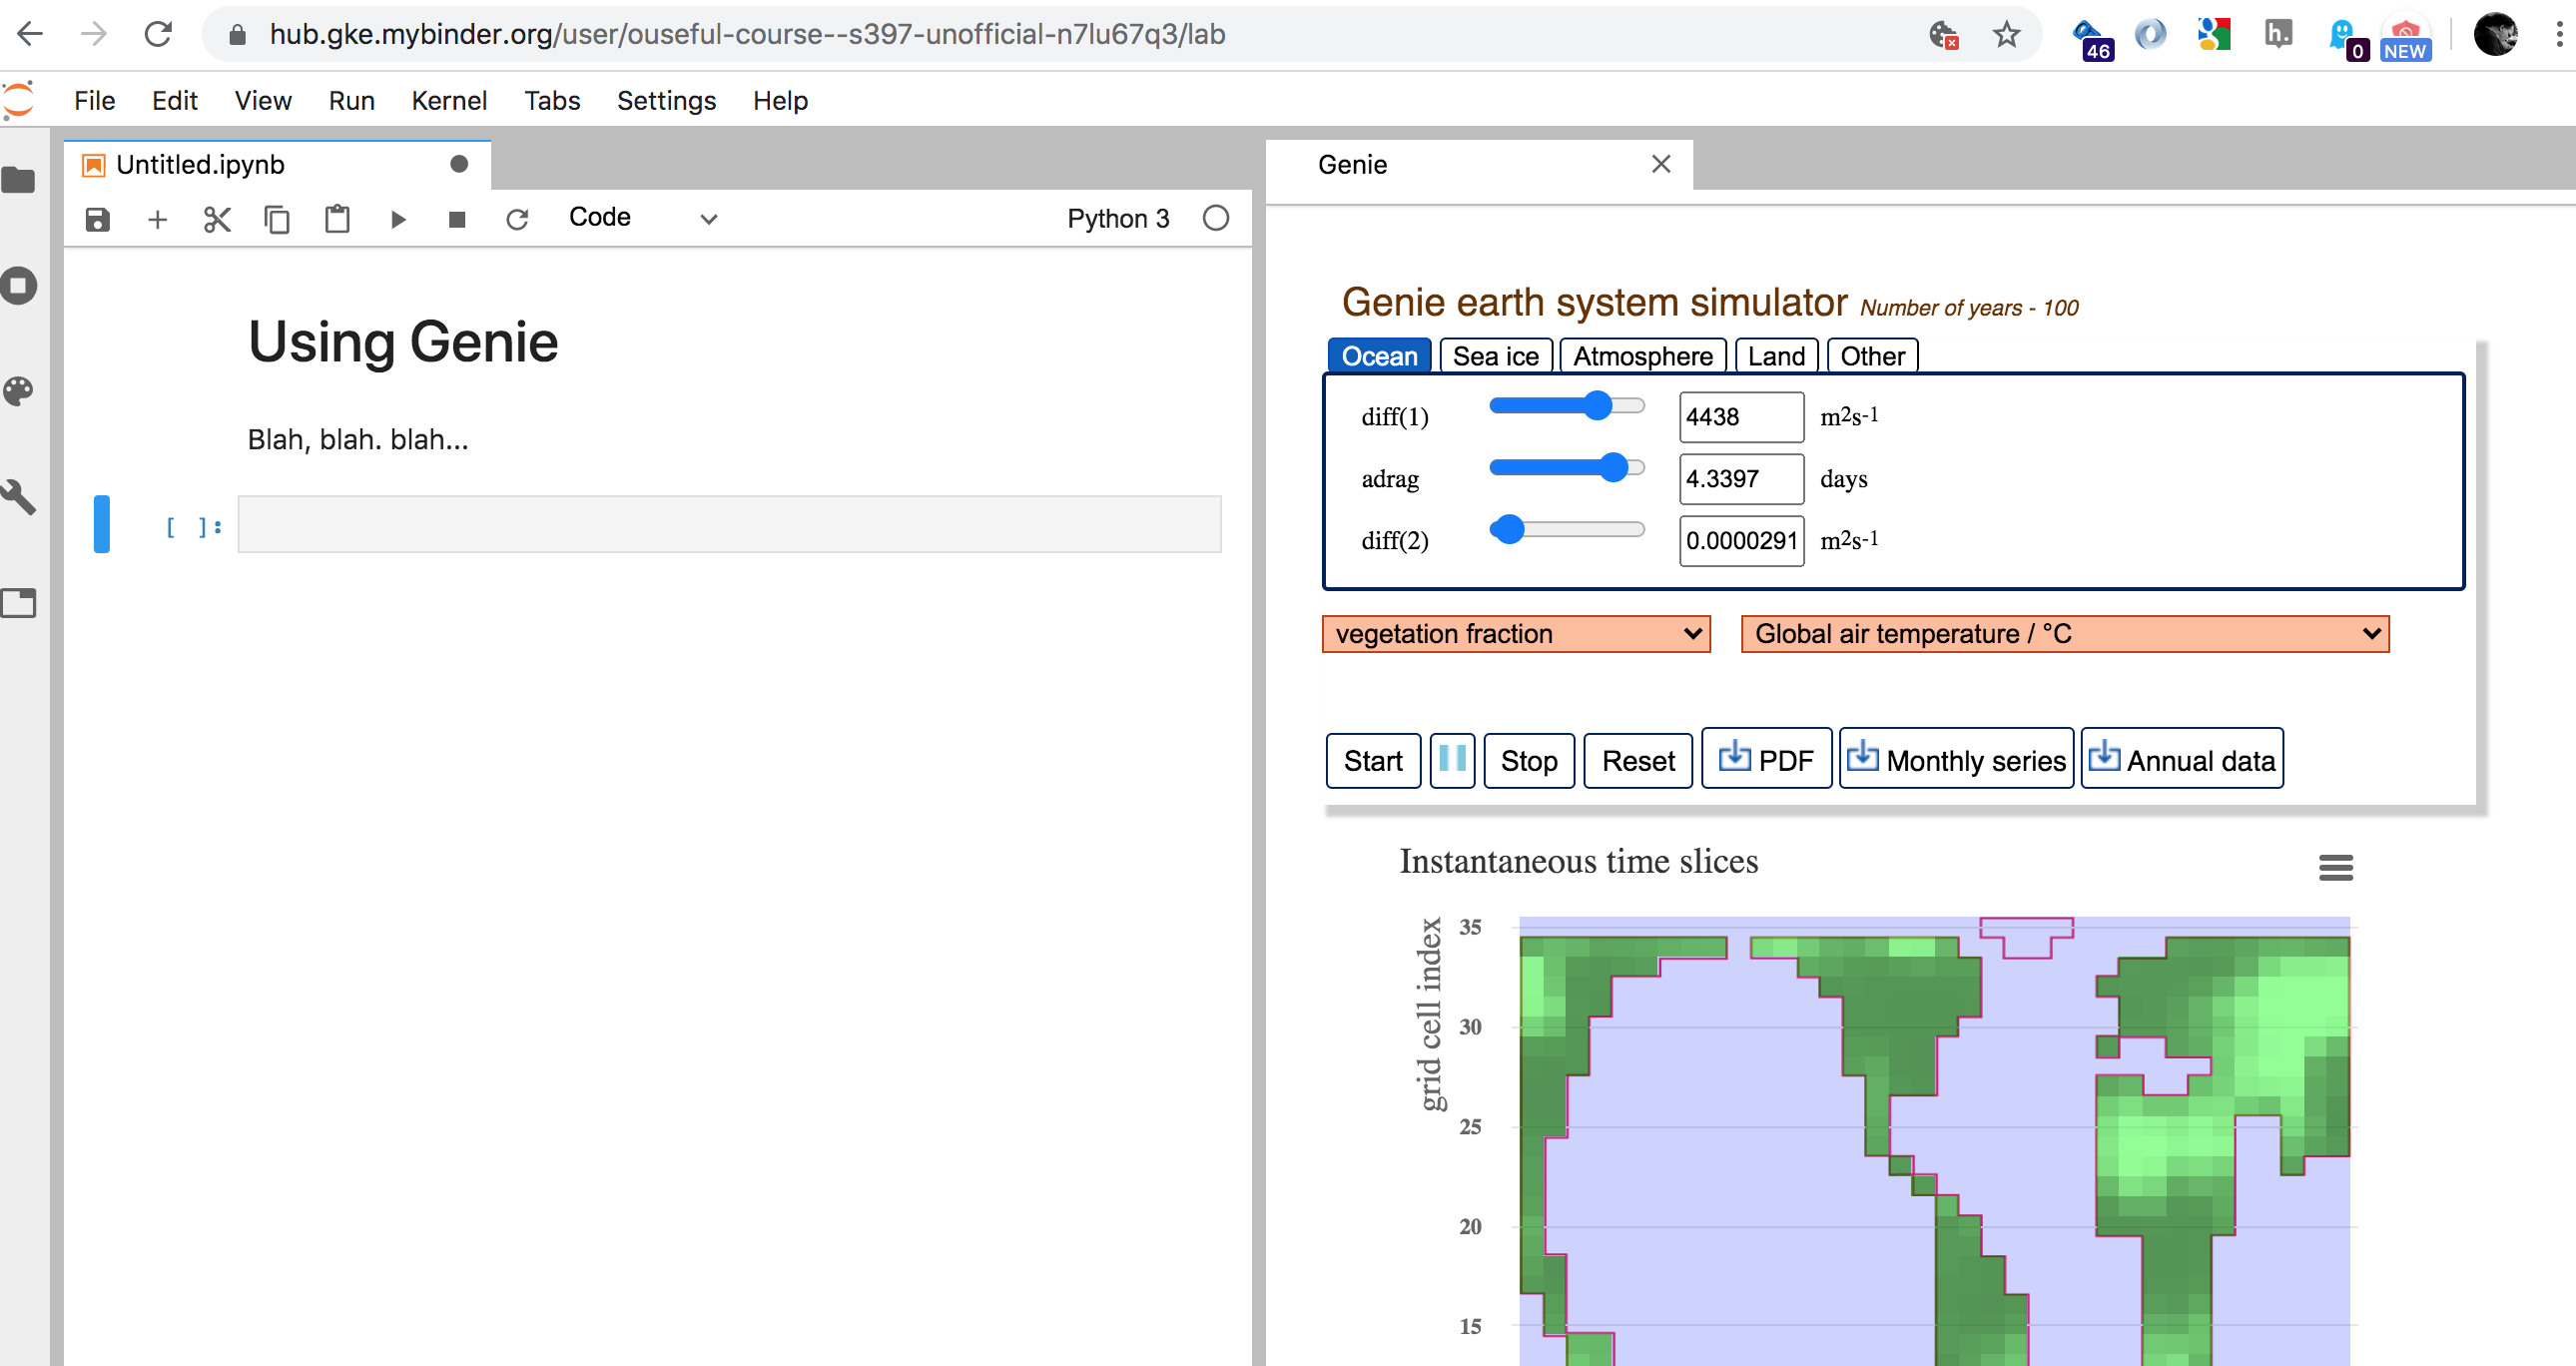 hub.gke.mybinder.org/user/ouseful-course--s397-unofficial-n7lu67q3/lab
46
h.
0
NEW
File Edit View Run Kernel Tabs Settings Help
Untitled.ipynb
Code
Python 3
Using Genie
Blah, blah. blah...
[ ]:
Genie
Genie earth system simulator Number of years - 100
Ocean Sea ice Atmosphere Land Other
diff(1) 4438 m2s-1
adrag 4.3397 days
diff(2) 0.0000291 m2s-1
vegetation fraction Global air temperature / °C
Start Stop Reset PDF Monthly series Annual data
Instantaneous time slices
grid cell index
35
30
25
20
15